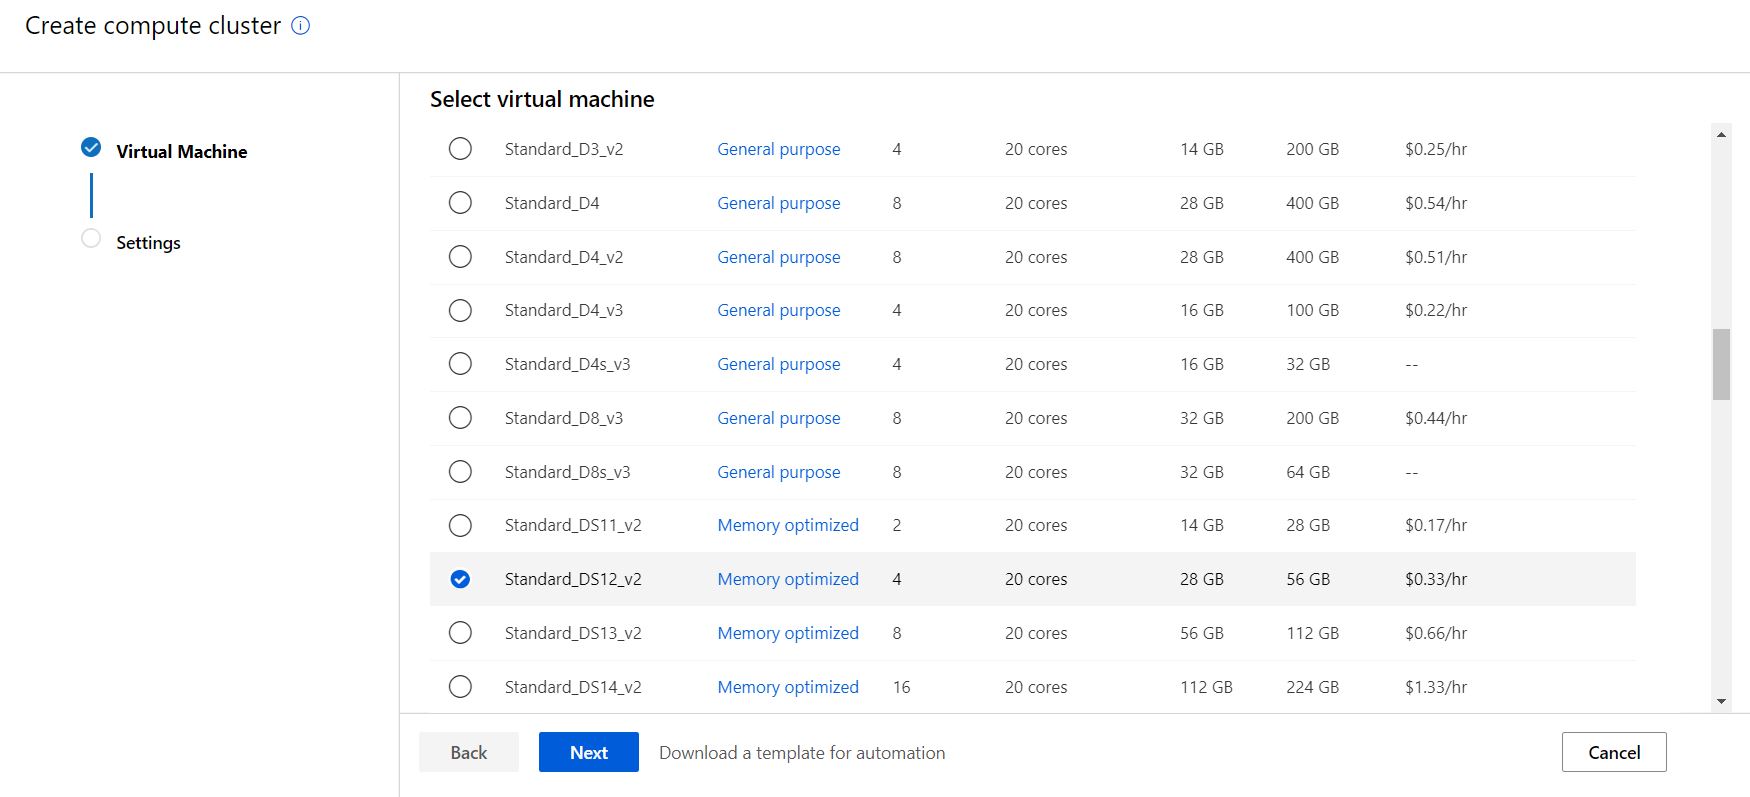 Create compute cluster
Select virtual machine
Virtual Machine
Settings
Standard_D3_v2 General purpose 4 20 cores 14 GB 200 GB $0.25/hr
Standard_D4 General purpose 8 20 cores 28 GB 400 GB $0.54/hr
Standard_D4_v2 General purpose 8 20 cores 28 GB 400 GB $0.51/hr
Standard_D4_v3 General purpose 4 20 cores 16 GB 100 GB $0.22/hr
Standard_D4s_v3 General purpose 4 20 cores 16 GB 32 GB --
Standard_D8_v3 General purpose 8 20 cores 32 GB 200 GB $0.44/hr
Standard_D8s_v3 General purpose 8 20 cores 32 GB 64 GB --
Standard_DS11_v2 Memory optimized 2 20 cores 14 GB 28 GB $0.17/hr
Standard_DS12_v2 Memory optimized 4 20 cores 28 GB 56 GB $0.33/hr
Standard_DS13_v2 Memory optimized 8 20 cores 56 GB 112 GB $0.66/hr
Standard_DS14_v2 Memory optimized 16 20 cores 112 GB 224 GB $1.33/hr
Back Next Download a template for automation Cancel